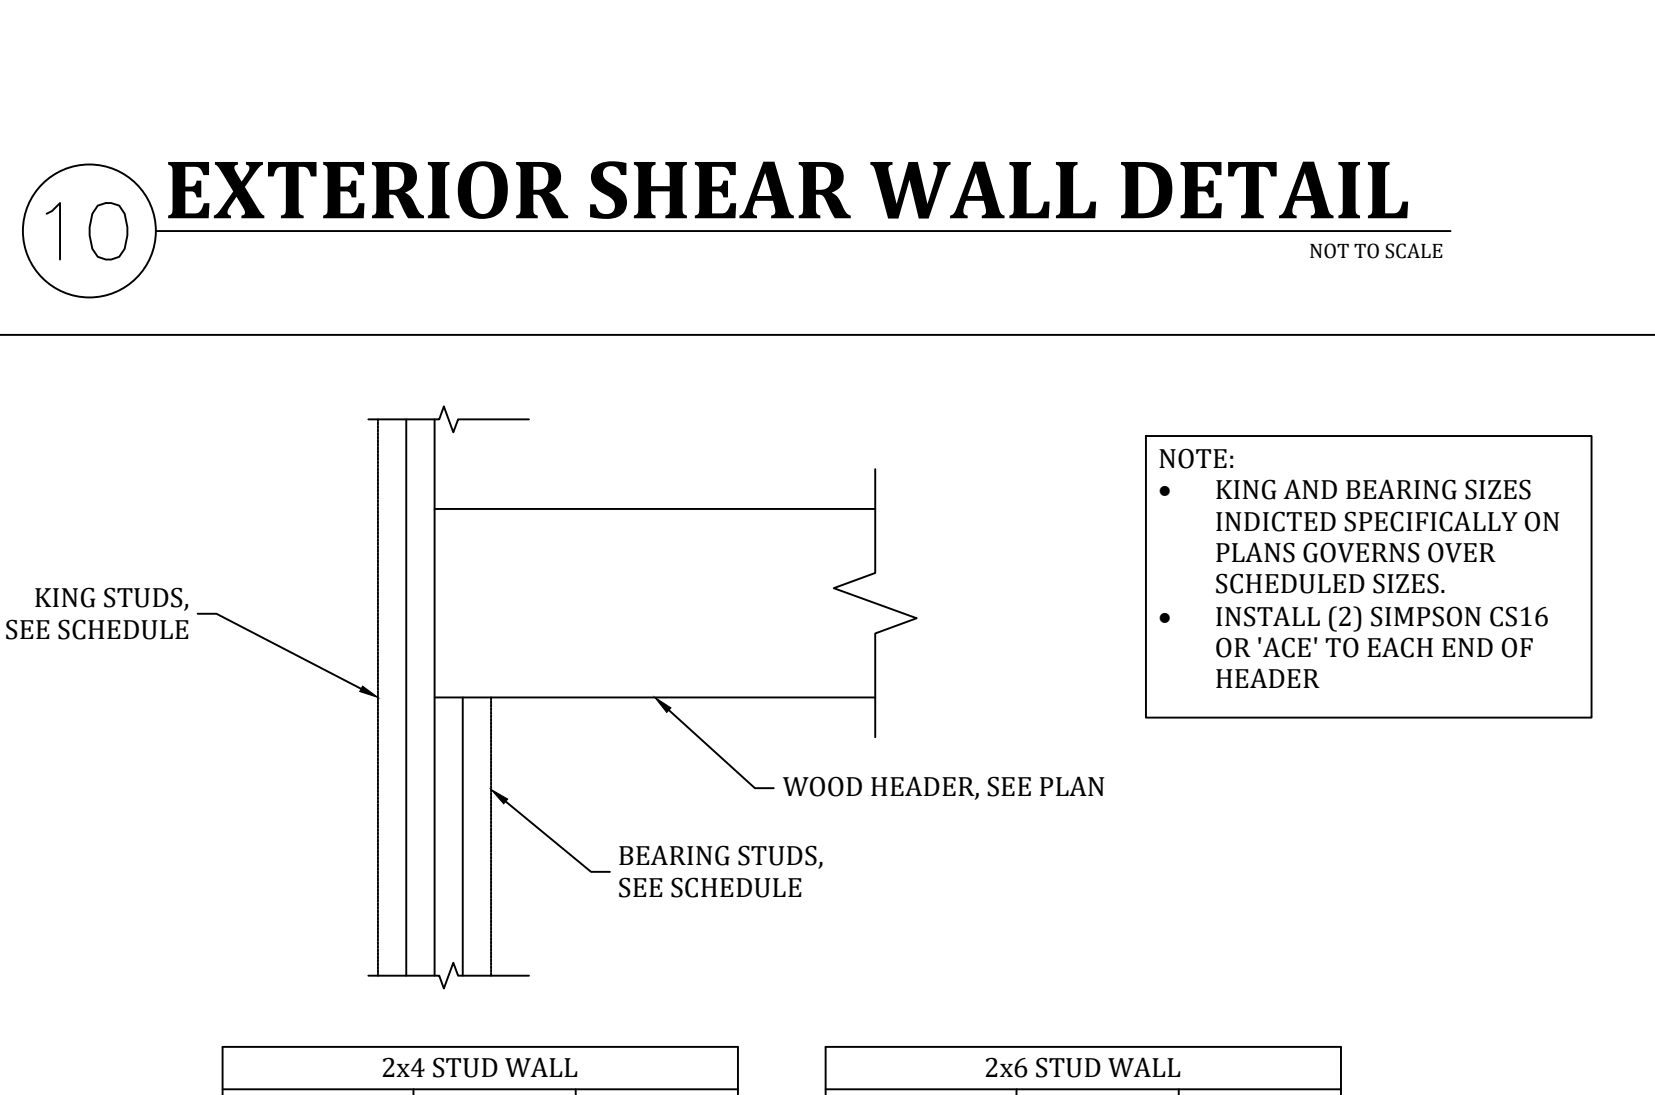 10
EXTERIOR SHEAR WALL DETAIL
NOT TO SCALE
NOTE:
• KING AND BEARING SIZES
INDICTED SPECIFICALLY ON
PLANS GOVERNS OVER
SCHEDULED SIZES.
• INSTALL (2) SIMPSON CS16
OR 'ACE' TO EACH END OF
HEADER
KING STUDS,
SEE SCHEDULE
WOOD HEADER, SEE PLAN
BEARING STUDS,
SEE SCHEDULE
2x4 STUD WALL
2x6 STUD WALL